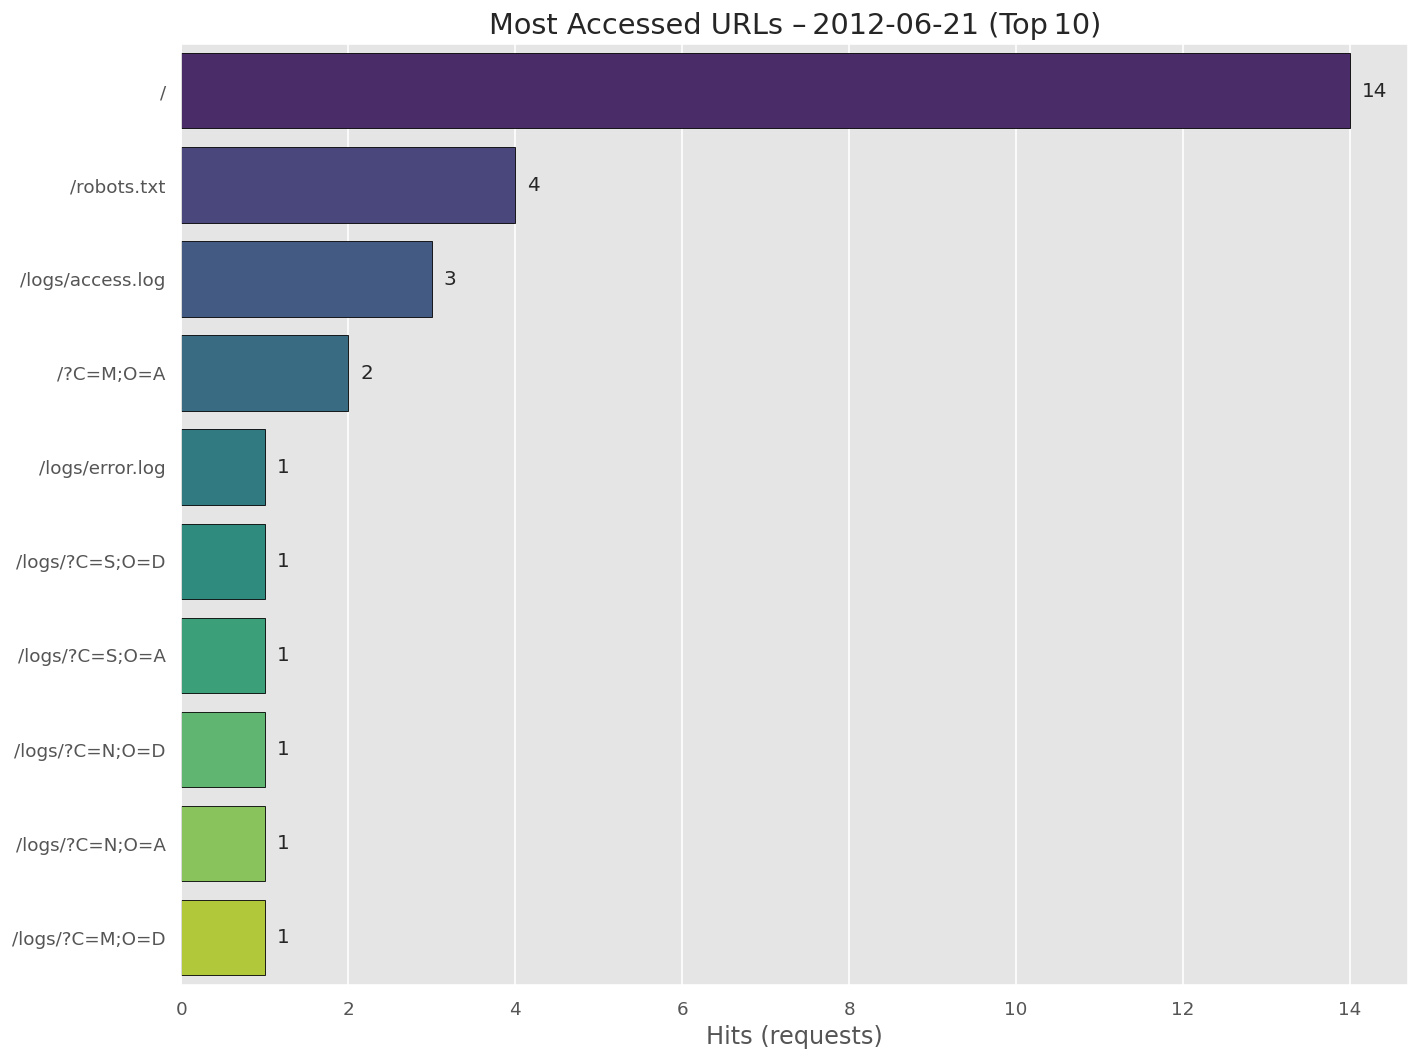 Most Accessed URLs – 2012-06-21 (Top 10)
/ 14
/robots.txt 4
/logs/access.log 3
/?C=M;O=A 2
/logs/error.log 1
/logs/?C=S;O=D 1
/logs/?C=S;O=A 1
/logs/?C=N;O=D 1
/logs/?C=N;O=A 1
/logs/?C=M;O=D 1
0 2 4 6 8 10 12 14
Hits (requests)